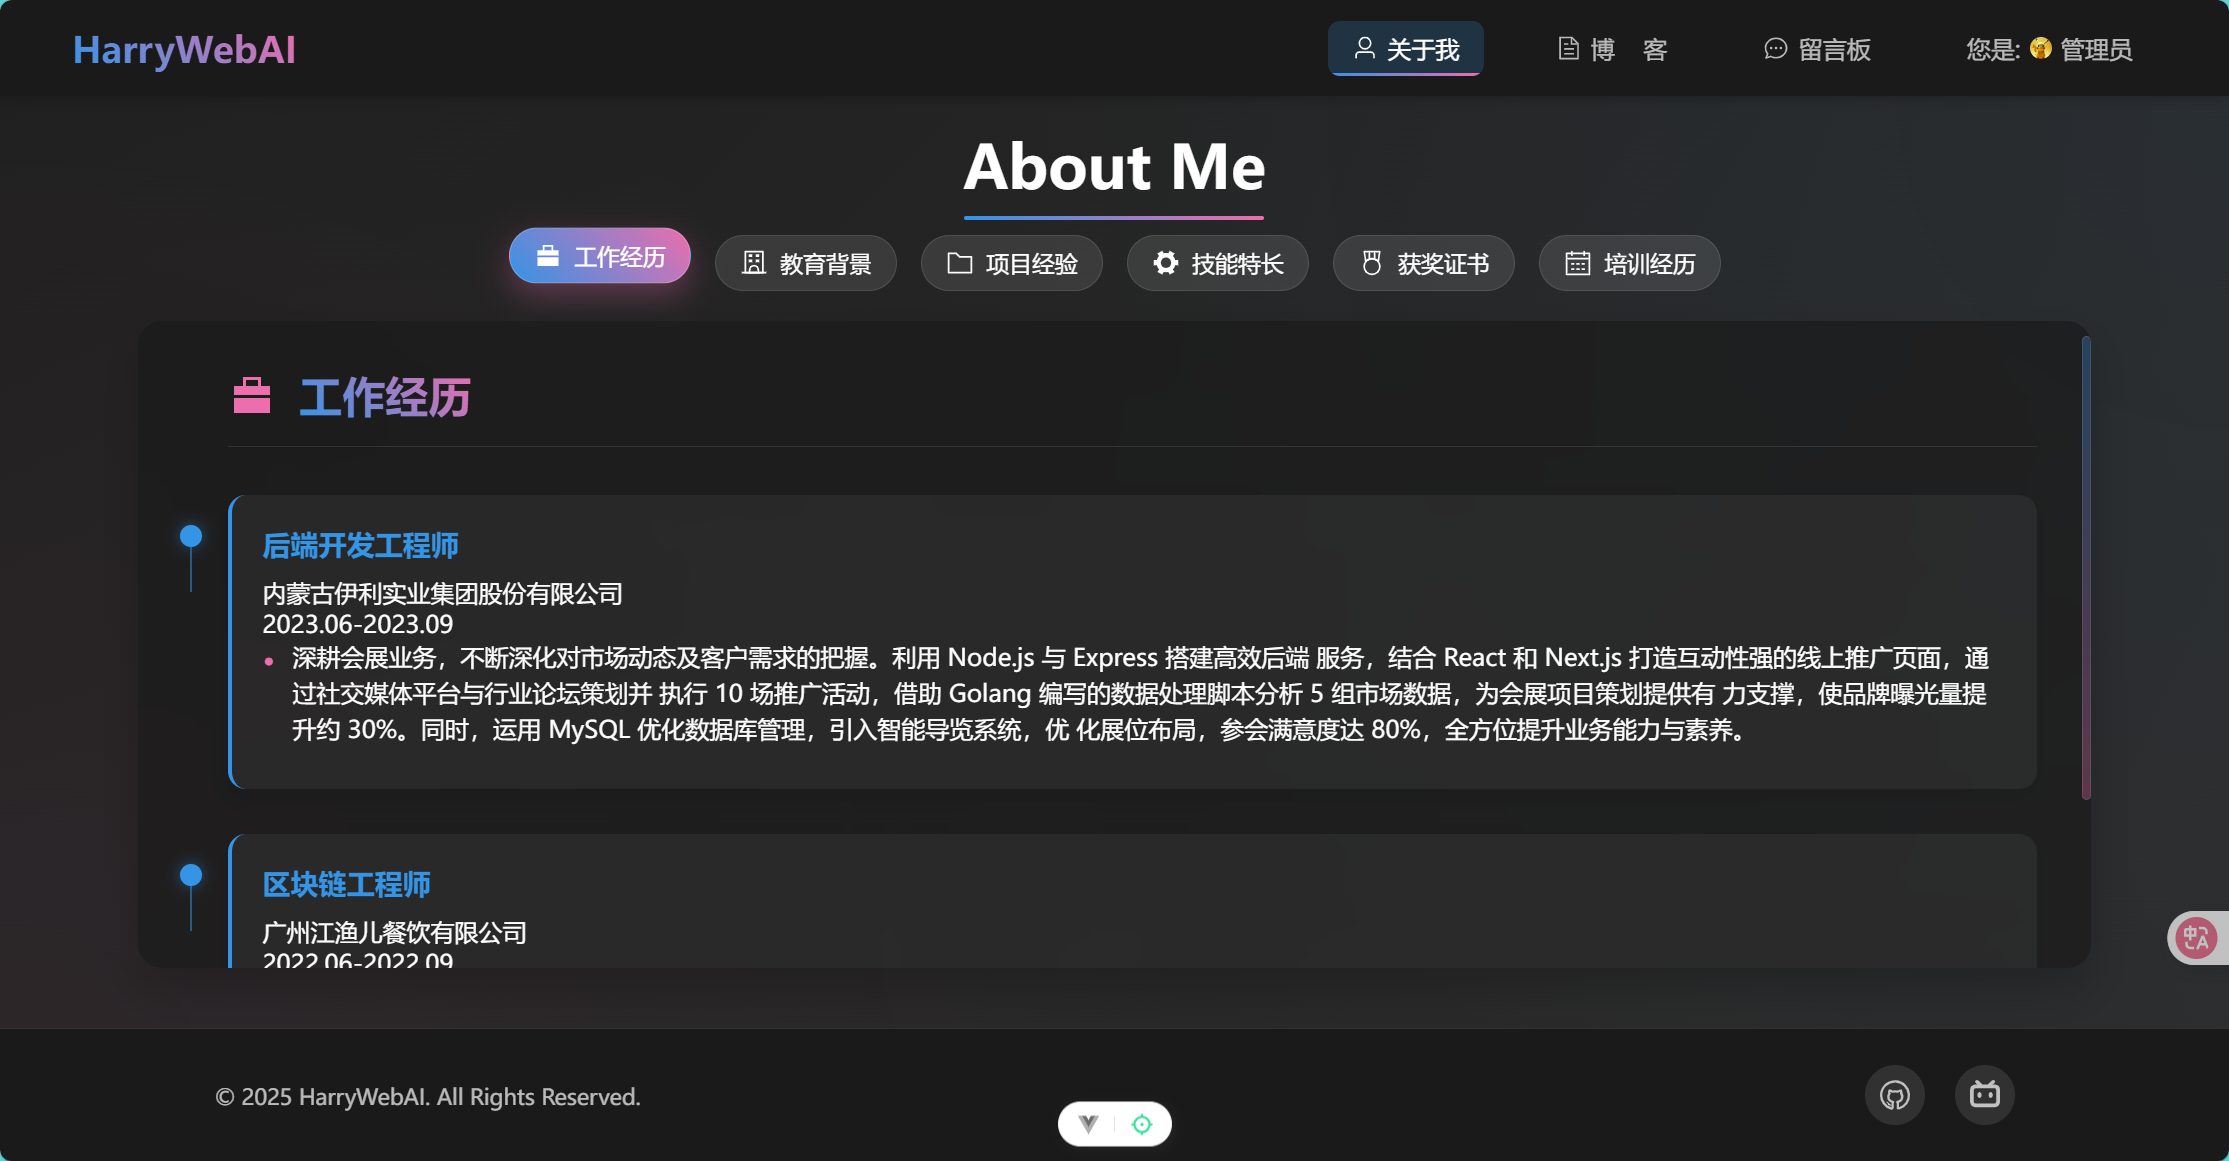 HarryWebAI
关于我
博 客
留言板
您是: 管理员
About Me
工作经历
教育背景
项目经验
技能特长
获奖证书
培训经历
工作经历
后端开发工程师
内蒙古伊利实业集团股份有限公司
2023.06-2023.09
深耕会展业务，不断深化对市场动态及客户需求的把握。利用 Node.js 与 Express 搭建高效后端 服务，结合 React 和 Next.js 打造互动性强的线上推广页面，通
过社交媒体平台与行业论坛策划并 执行 10 场推广活动，借助 Golang 编写的数据处理脚本分析 5 组市场数据，为会展项目策划提供有 力支撑，使品牌曝光量提
升约 30%。同时，运用 MySQL 优化数据库管理，引入智能导览系统，优 化展位布局，参会满意度达 80%，全方位提升业务能力与素养。
区块链工程师
广州江渔儿餐饮有限公司
2022.06-2022.09
中A
© 2025 HarryWebAI. All Rights Reserved.